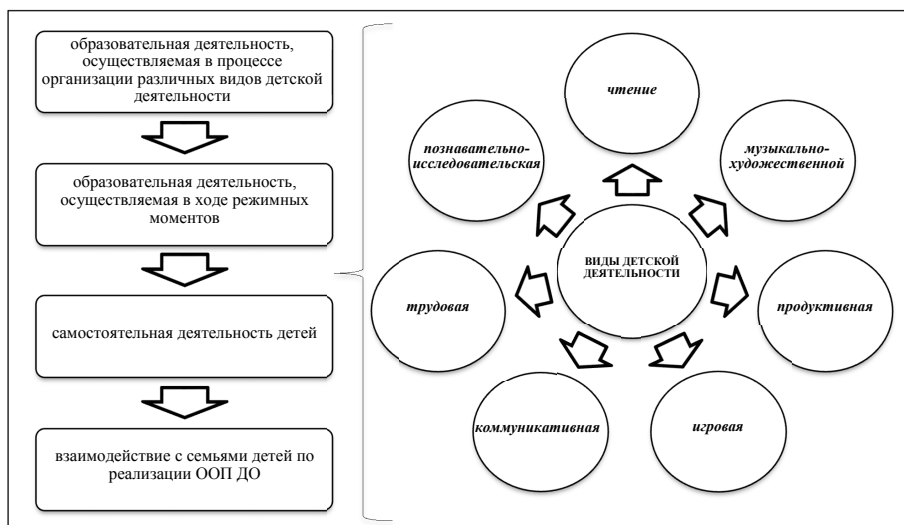 образовательная деятельность,
осуществляемая в процессе
организации различных видов детской
деятельности
образовательная деятельность,
осуществляемая в ходе режимных
моментов
самостоятельная деятельность детей
взаимодействие с семьями детей по
реализации ООП ДО
чтение
познавательно-
исследовательская
музыкально-
художественной
ВИДЫ ДЕТСКОЙ
ДЕЯТЕЛЬНОСТИ
трудовая
продуктивная
коммуникативная
игровая